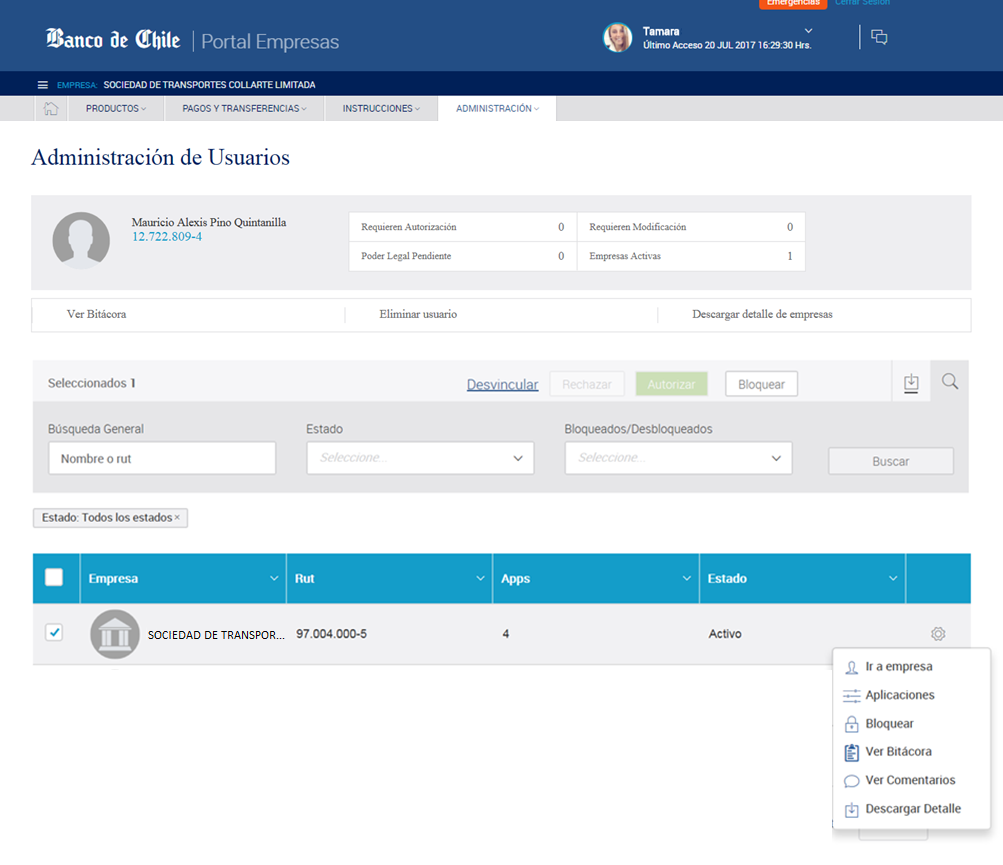 Emergencias Cerrar Sesión
Banco de Chile Portal Empresas
Tamara
Último Acceso 20 JUL 2017 16:29:30 Hrs.
EMPRESA: SOCIEDAD DE TRANSPORTES COLLARTE LIMITADA
PRODUCTOS PAGOS Y TRANSFERENCIAS INSTRUCCIONES ADMINISTRACIÓN
Administración de Usuarios
Mauricio Alexis Pino Quintanilla
12.722.809-4
Requieren Autorización 0 Requieren Modificación 0
Poder Legal Pendiente 0 Empresas Activas 1
Ver Bitácora Eliminar usuario Descargar detalle de empresas
Seleccionados 1 Desvincular Rechazar Autorizar Bloquear
Búsqueda General Estado Bloqueados/Desbloqueados
Nombre o rut Seleccione... Seleccione... Buscar
Estado: Todos los estados ×
Empresa Rut Apps Estado
SOCIEDAD DE TRANSPOR... 97.004.000-5 4 Activo
Ir a empresa
Aplicaciones
Bloquear
Ver Bitácora
Ver Comentarios
Descargar Detalle